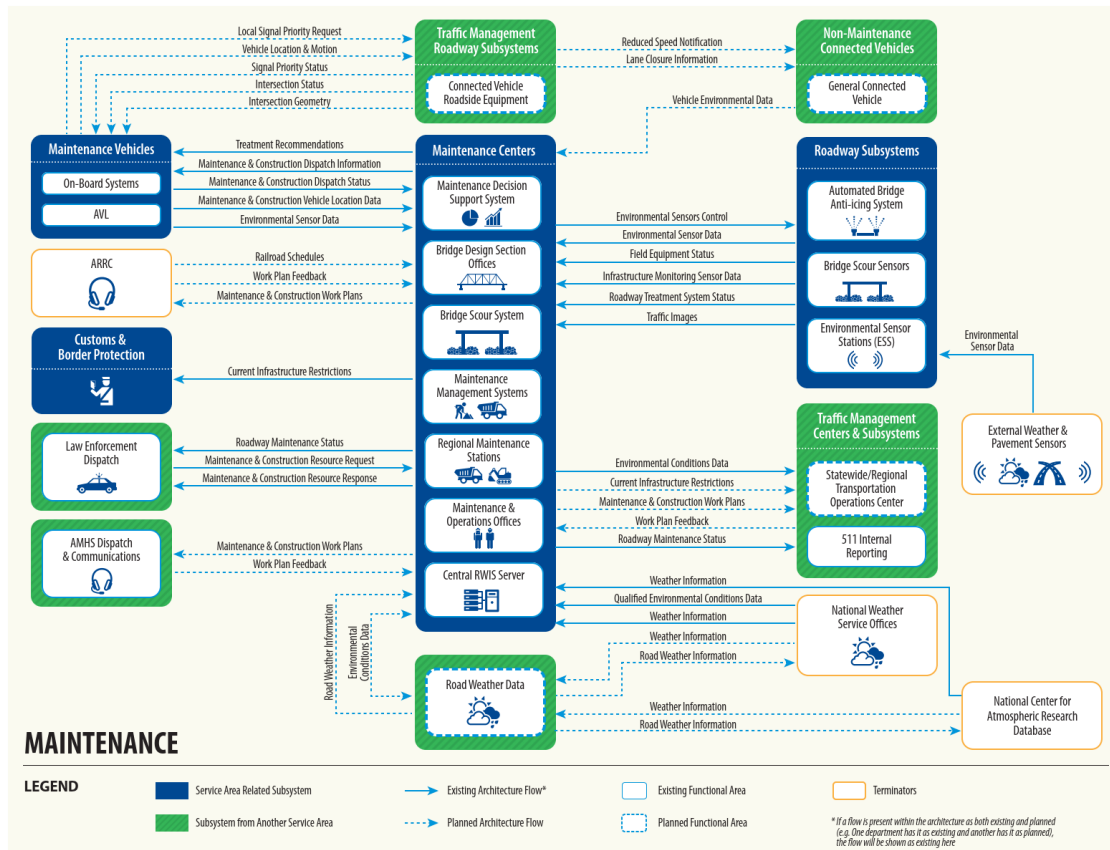 Local Signal Priority Request
Vehicle Location & Motion
Signal Priority Status
Intersection Status
Intersection Geometry
Traffic Management
Roadway Subsystems
Connected Vehicle
Roadside Equipment
Reduced Speed Notification
Lane Closure Information
Vehicle Environmental Data
Non-Maintenance
Connected Vehicles
General Connected
Vehicle
Maintenance Vehicles
On-Board Systems
AVL
Treatment Recommendations
Maintenance & Construction Dispatch Information
Maintenance & Construction Dispatch Status
Maintenance & Construction Vehicle Location Data
Environmental Sensor Data
Maintenance Centers
Maintenance Decision
Support System
Bridge Design Section
Offices
Bridge Scour System
Maintenance
Management Systems
Regional Maintenance
Stations
Maintenance &
Operations Offices
Central RWIS Server
Environmental Sensors Control
Environmental Sensor Data
Field Equipment Status
Infrastructure Monitoring Sensor Data
Roadway Treatment System Status
Traffic Images
Roadway Subsystems
Automated Bridge
Anti-icing System
Bridge Scour Sensors
Environmental Sensor
Stations (ESS)
Environmental
Sensor Data
External Weather &
Pavement Sensors
ARRC
Railroad Schedules
Work Plan Feedback
Maintenance & Construction Work Plans
Customs &
Border Protection
Current Infrastructure Restrictions
Law Enforcement
Dispatch
Roadway Maintenance Status
Maintenance & Construction Resource Request
Maintenance & Construction Resource Response
AMHS Dispatch
& Communications
Maintenance & Construction Work Plans
Work Plan Feedback
Traffic Management
Centers & Subsystems
Statewide/Regional
Transportation
Operations Center
511 Internal
Reporting
Environmental Conditions Data
Current Infrastructure Restrictions
Maintenance & Construction Work Plans
Work Plan Feedback
Roadway Maintenance Status
Weather Information
Qualified Environmental Conditions Data
Weather Information
Weather Information
Road Weather Information
National Weather
Service Offices
Road Weather Information
Environmental
Conditions Data
Road Weather Data
Weather Information
Road Weather Information
National Center for
Atmospheric Research
Database
MAINTENANCE
LEGEND
Service Area Related Subsystem
Subsystem from Another Service Area
Existing Architecture Flow*
Planned Architecture Flow
Existing Functional Area
Planned Functional Area
Terminators
* If a flow is present within the architecture as both existing and planned
(e.g. One department has it as existing and another has it as planned),
the flow will be shown as existing here